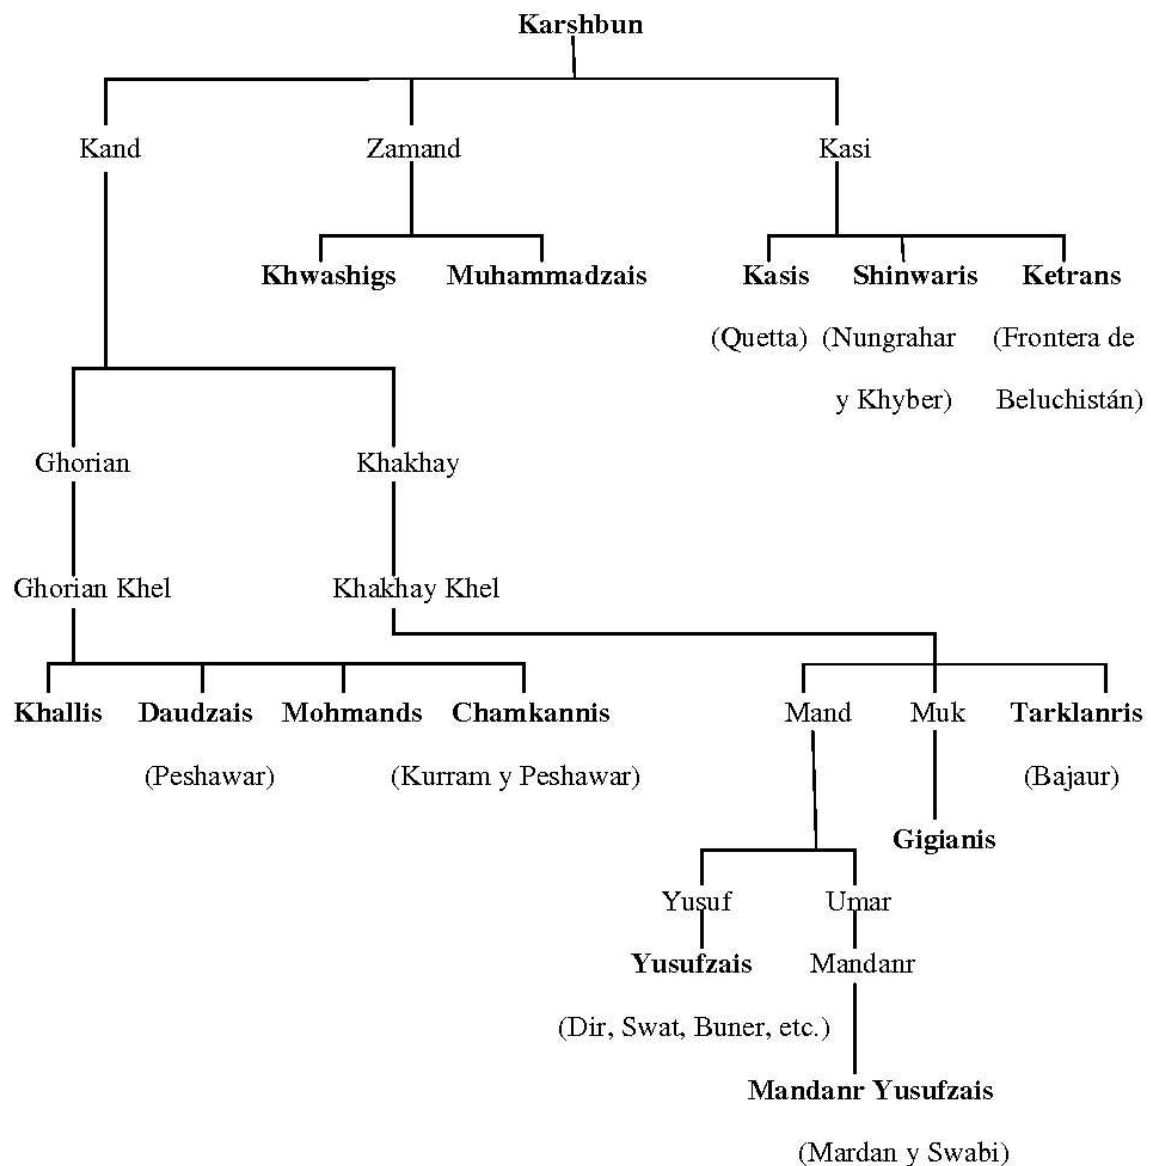 Karshbun
Kand Zamand Kasi
Khwashigs Muhammadzais Kasis Shinwaris Ketrans
(Quetta) (Nungrahar (Frontera de
y Khyber) Beluchistán)
Ghorian Khakhay
Ghorian Khel Khakhay Khel
Khallis Daudzais Mohmands Chamkannis Mand Muk Tarklanris
(Peshawar) (Kurram y Peshawar) (Bajaur)
Gigianis
Yusuf Umar
Yusufzais Mandanr
(Dir, Swat, Buner, etc.)
Mandanr Yusufzais
(Mardan y Swabi)